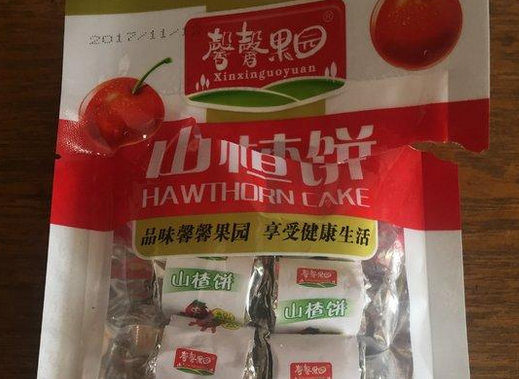 2017/11/1
馨馨果园®
Xinxinguoyuan
山楂饼
HAWTHORN CAKE
品味馨馨果园 享受健康生活
馨馨果园
山楂饼
山楂饼
馨馨果园
馨馨果园